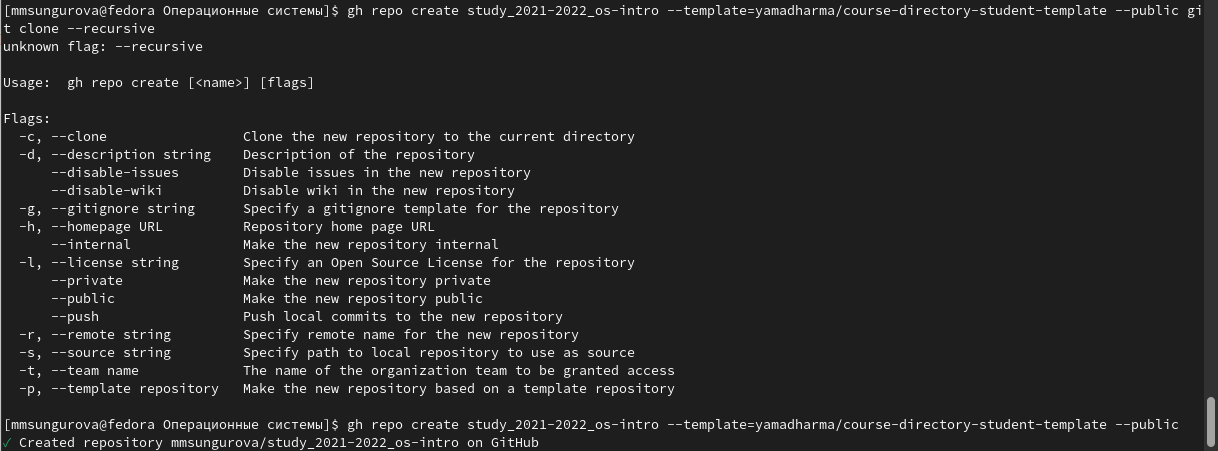 [mmsungurova@fedora Операционные системы]$ gh repo create study_2021-2022_os-intro --template=yamadharma/course-directory-student-template --public gi
t clone --recursive
unknown flag: --recursive

Usage:  gh repo create [<name>] [flags]

Flags:
  -c, --clone                 Clone the new repository to the current directory
  -d, --description string    Description of the repository
      --disable-issues        Disable issues in the new repository
      --disable-wiki          Disable wiki in the new repository
  -g, --gitignore string      Specify a gitignore template for the repository
  -h, --homepage URL          Repository home page URL
      --internal              Make the new repository internal
  -l, --license string        Specify an Open Source License for the repository
      --private               Make the new repository private
      --public                Make the new repository public
      --push                  Push local commits to the new repository
  -r, --remote string         Specify remote name for the new repository
  -s, --source string         Specify path to local repository to use as source
  -t, --team name             The name of the organization team to be granted access
  -p, --template repository   Make the new repository based on a template repository

[mmsungurova@fedora Операционные системы]$ gh repo create study_2021-2022_os-intro --template=yamadharma/course-directory-student-template --public
✓ Created repository mmsungurova/study_2021-2022_os-intro on GitHub